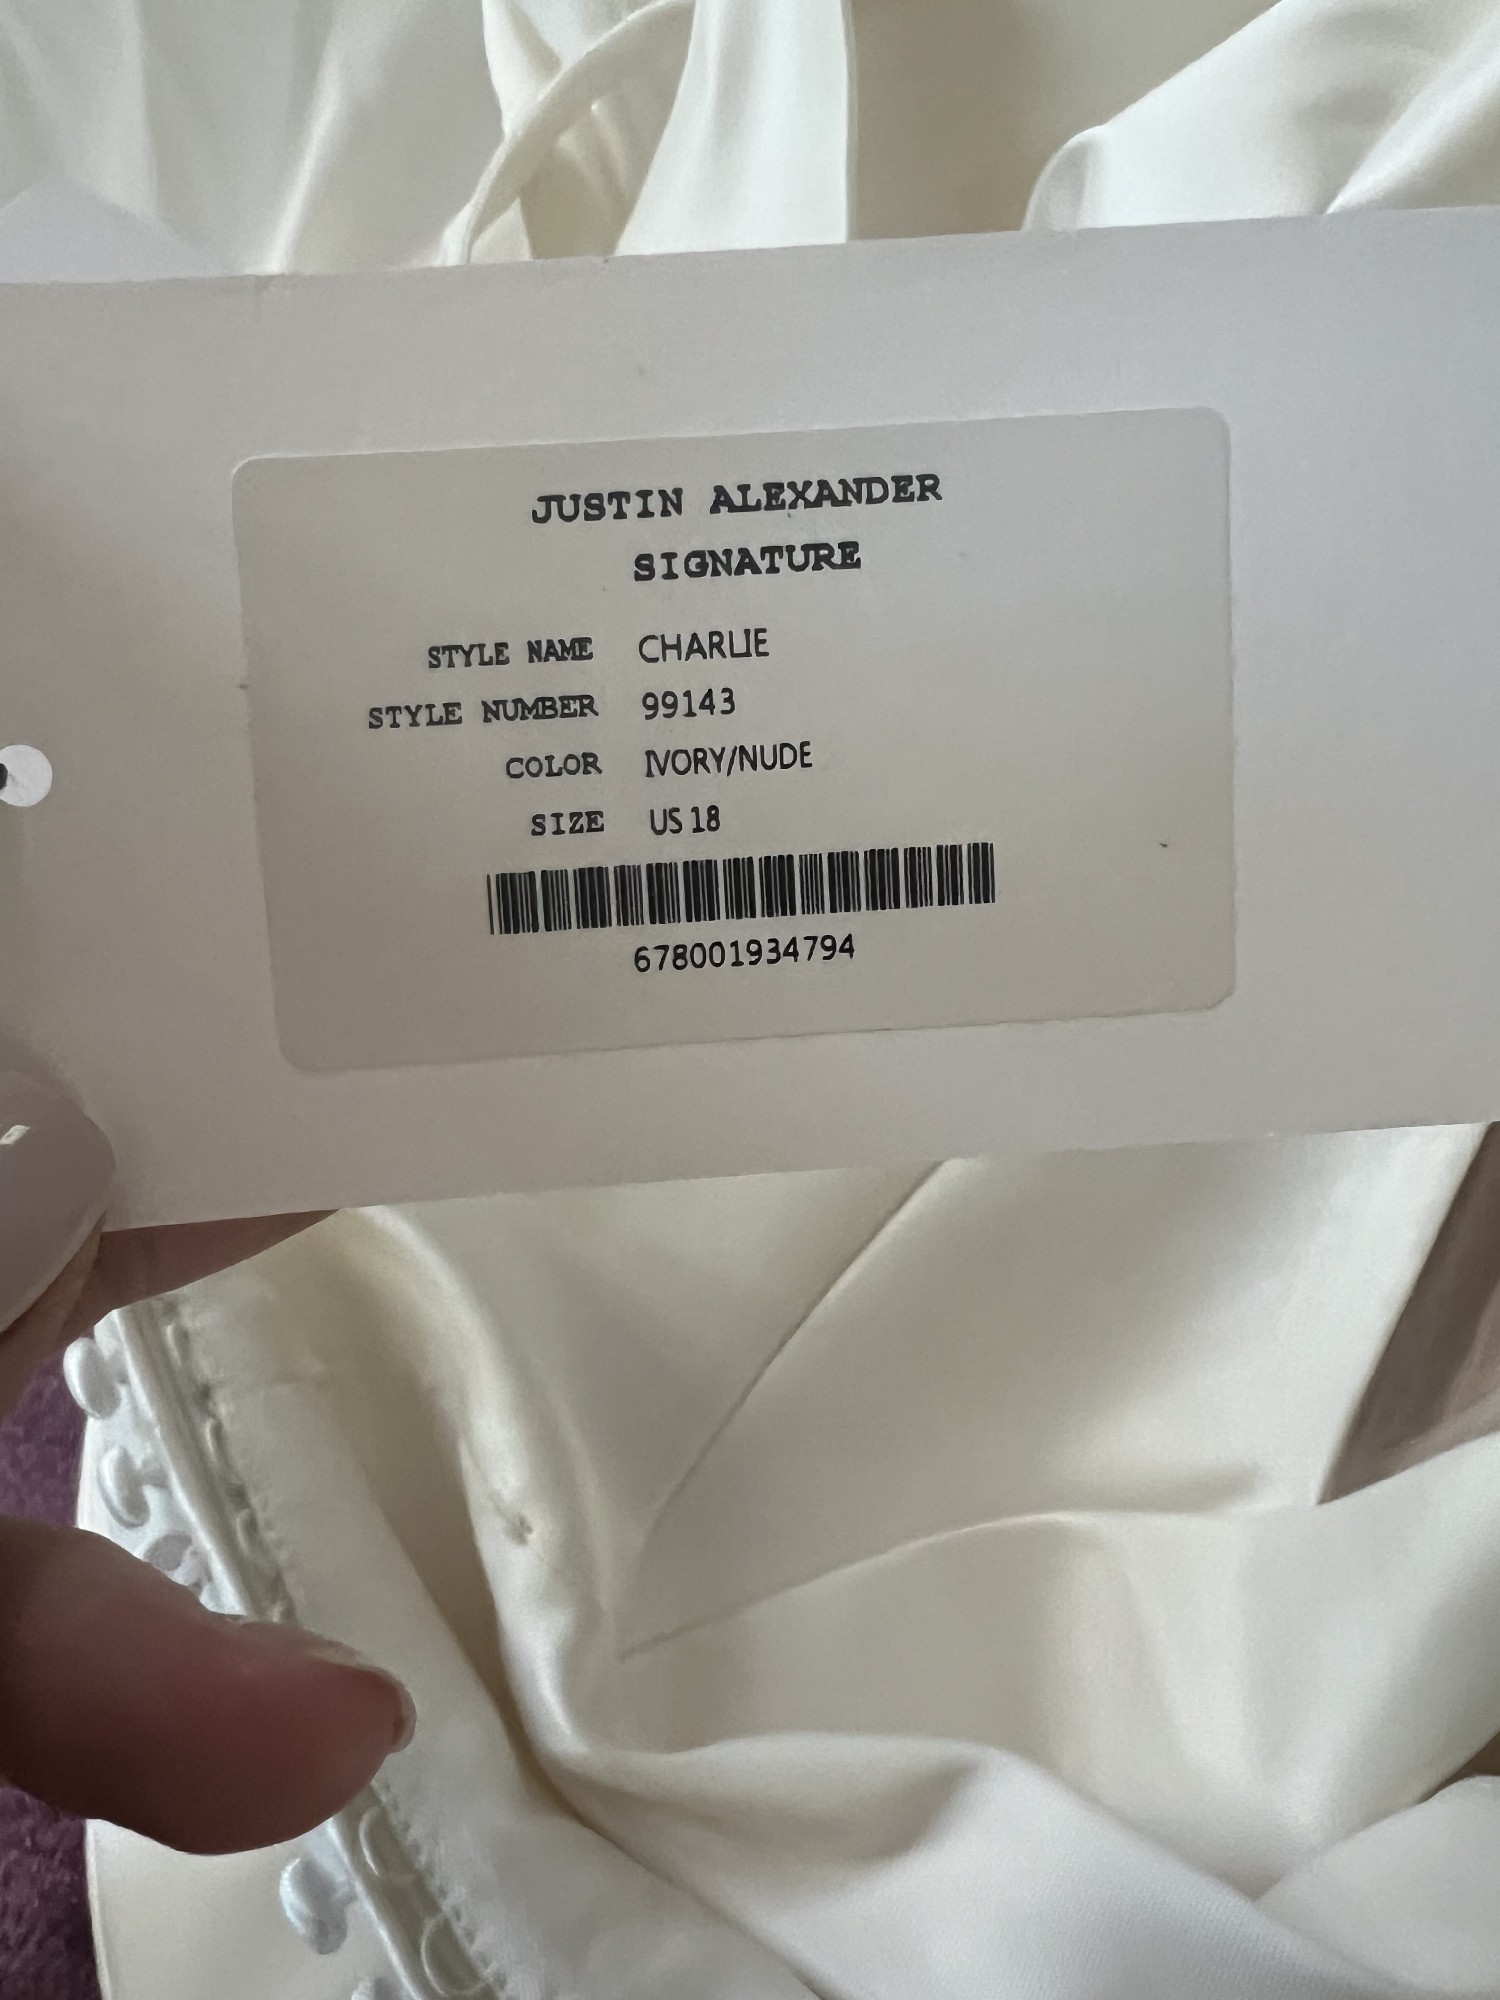 JUSTIN ALEXANDER
SIGNATURE
STYLE NAME CHARLIE
STYLE NUMBER 99143
COLOR IVORY/NUDE
SIZE US 18
678001934794